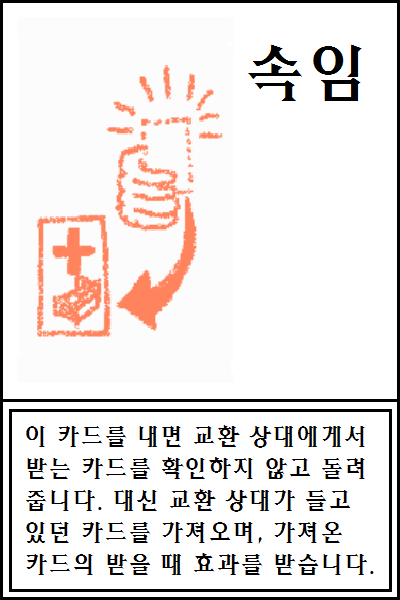 속임
이 카드를 내면 교환 상대에게서
받는 카드를 확인하지 않고 돌려
줍니다. 대신 교환 상대가 들고
있던 카드를 가져오며, 가져온
카드의 받을 때 효과를 받습니다.